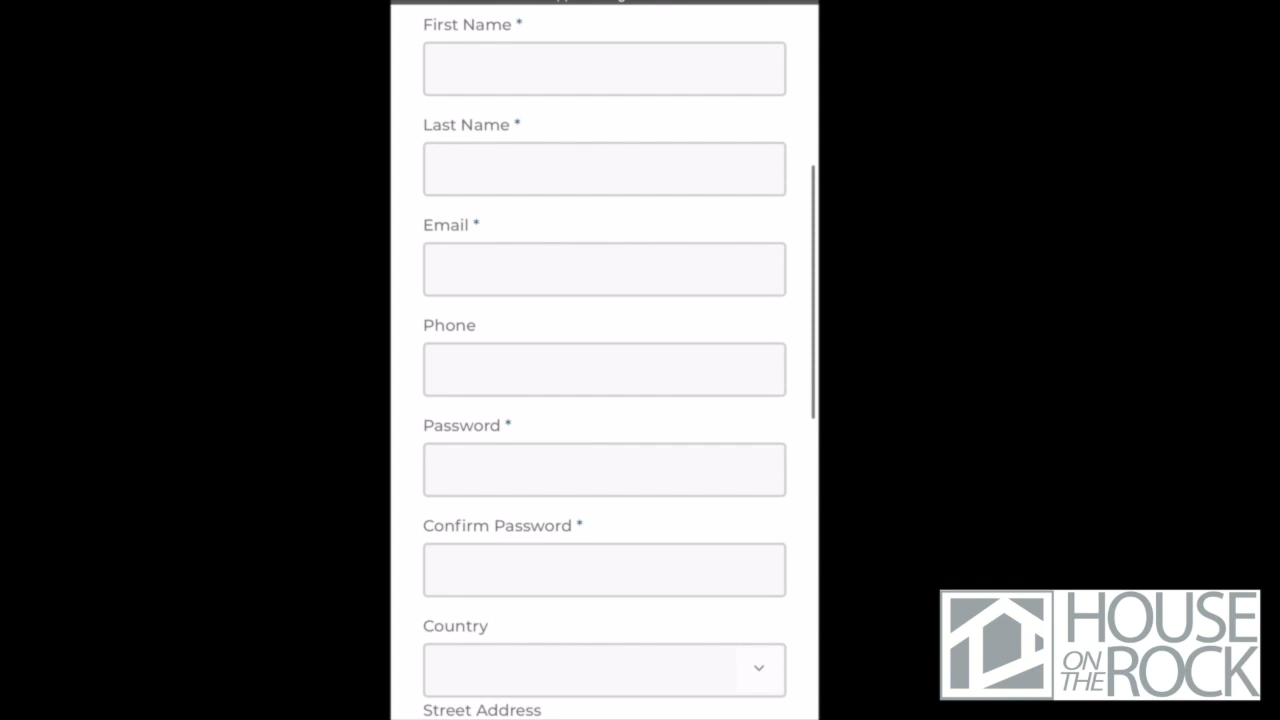 First Name *
Last Name *
Email *
Phone
Password *
Confirm Password *
Country
Street Address
HOUSE
ON THE ROCK